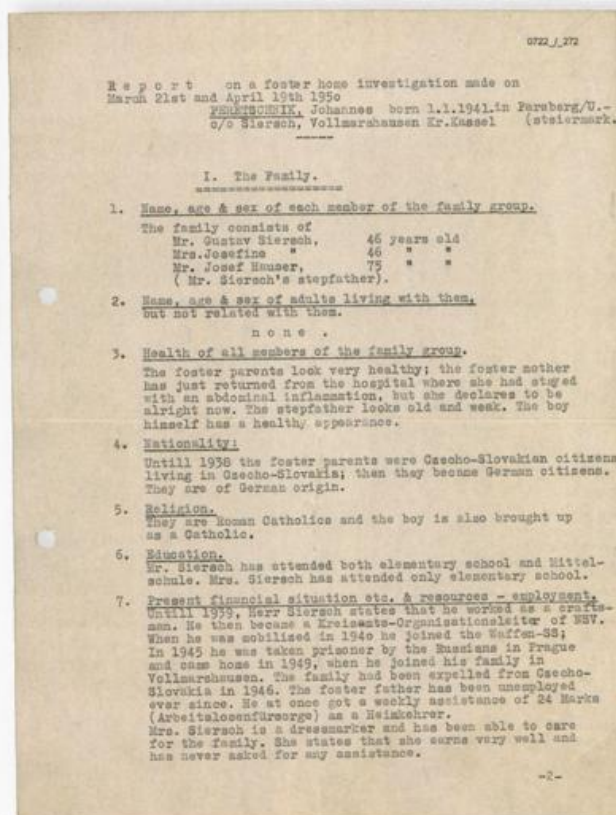 0722_/_272
R e p o r t on a foster home investigation made on
March 21st and April 19th 195o
PERETSCHNIK, Johannes born 1.1.1941.in Parsberg/U.-
c/o Siersch, Vollmarshausen Kr.Kassel (steiermark.
I. The Family.
1. Name, age & sex of each member of the family group.
The family consists of
Mr. Gustav Siersch, 46 years old
Mrs.Josefine " 46 " "
Mr. Josef Hauser, 75 " "
( Mr. Siersch's stepfather).
2. Name, age & sex of adults living with them,
but not related with them.
n o n e .
3. Health of all members of the family group.
The foster parents look very healthy; the foster mother
has just returned from the hospital where she had stayed
with an abdominal inflammation, but she declares to be
alright now. The stepfather looks old and weak. The boy
himself has a healthy appearance.
4. Nationality:
Untill 1938 the foster parents were Czecho-Slovakian citizens
living in Czecho-Slovakia; then they became German citizens.
They are of German origin.
5. Religion.
They are Roman Catholics and the boy is also brought up
as a Catholic.
6. Education.
Mr. Siersch has attended both elementary school and Mittel-
schule. Mrs. Siersch has attended only elementary school.
7. Present financial situation etc. & resources - employment.
Untill 1939, Herr Siersch states that he worked as a crafts-
man. He then became a Kreisamts-Organisationsleiter of NSV.
When he was mobilized in 194o he joined the Waffen-SS;
In 1945 he was taken prisoner by the Russians in Prague
and came home in 1949, when he joined his family in
Vollmarshausen. The family had been expelled from Czecho-
Slovakia in 1946. The foster father has been unemployed
ever since. He at once got a weekly assistance of 24 Marks
(Arbeitslosenfürsorge) as a Heimkehrer.
Mrs. Siersch is a dressmarker and has been able to care
for the family. She states that she earns very well and
has never asked for any assistance.
-2-